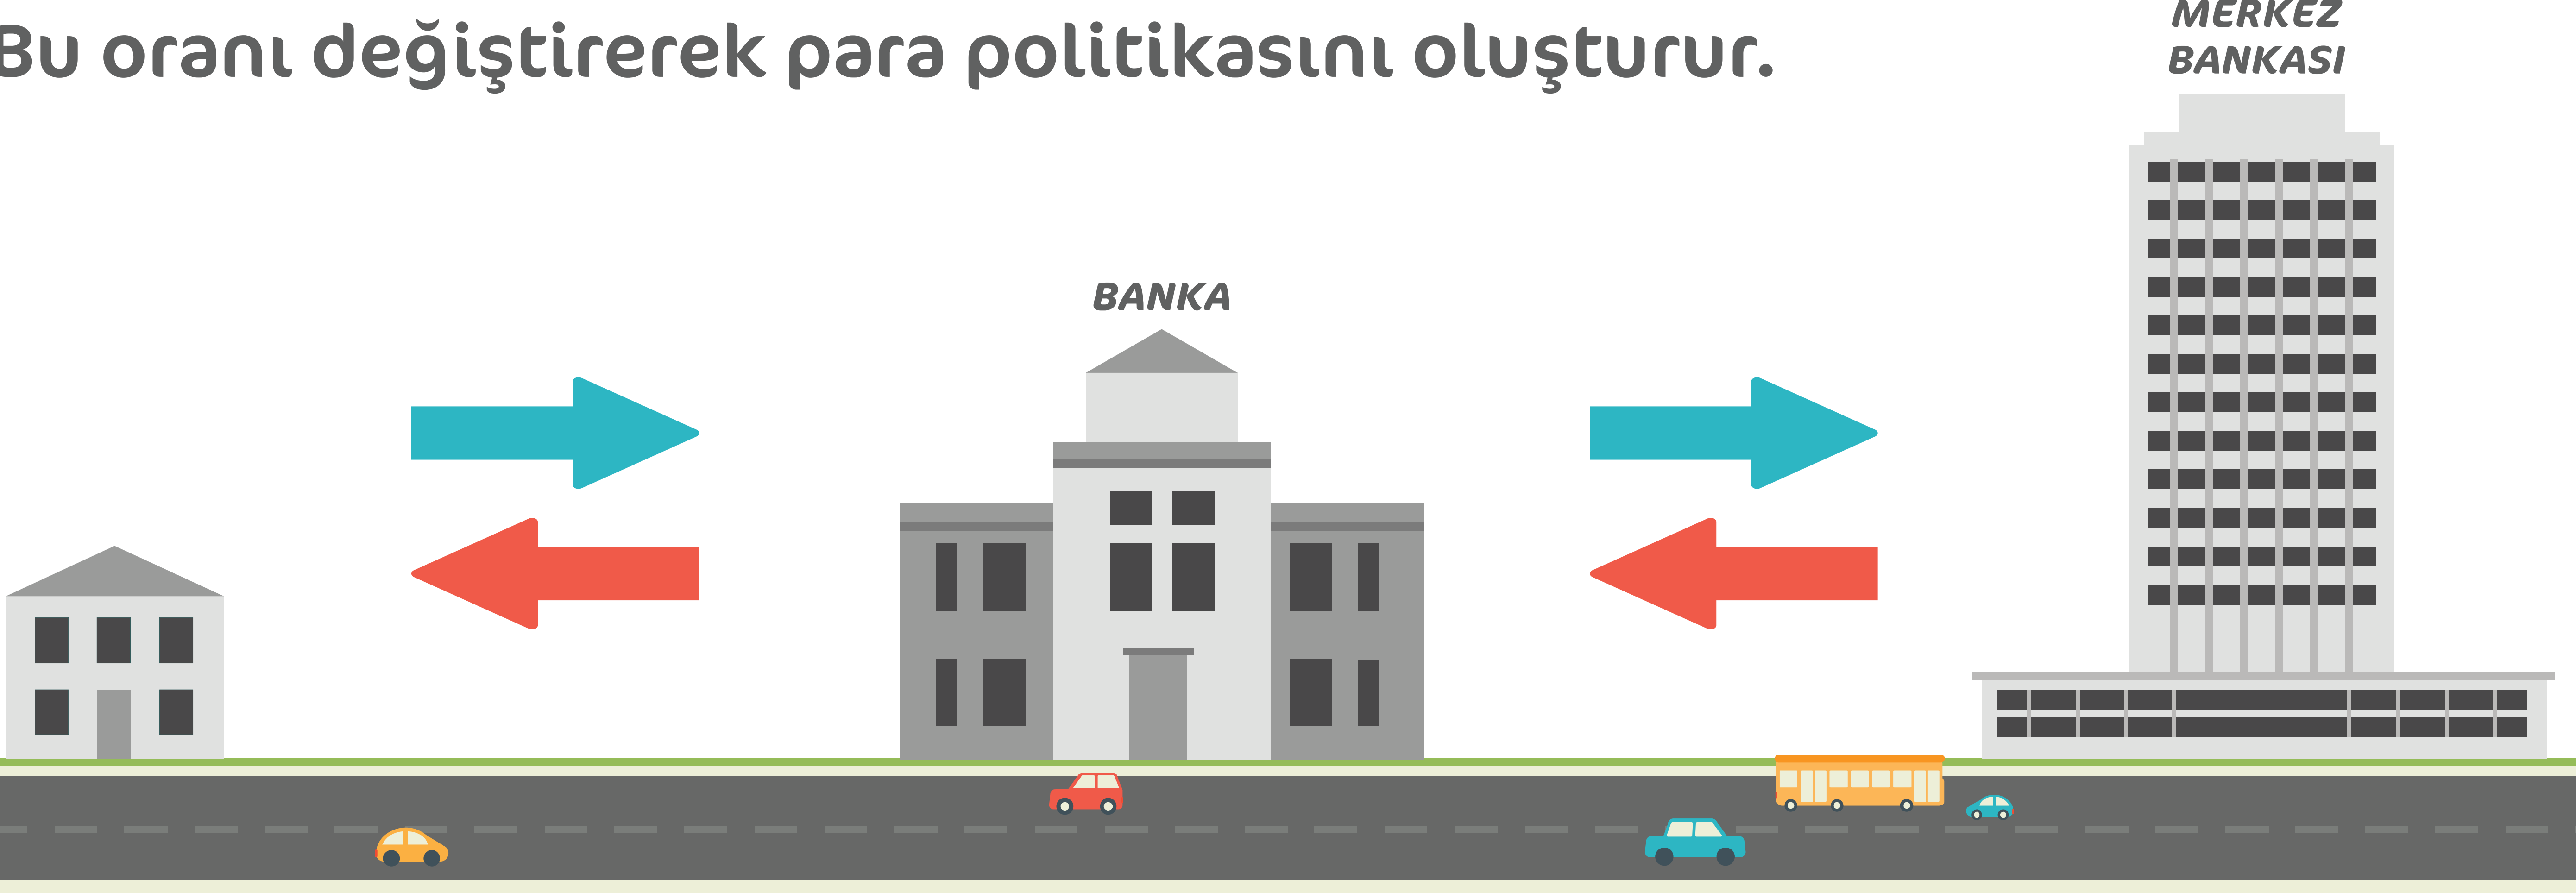 Bu oranı değiştirerek para politikasını oluşturur.
MERKEZ
BANKASI
BANKA